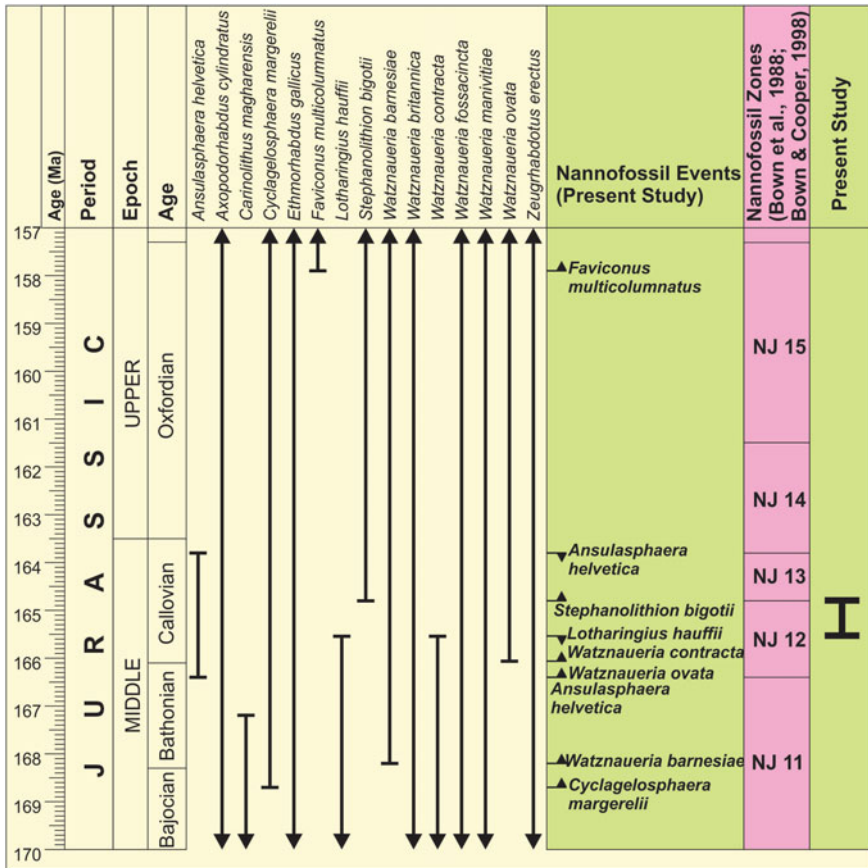 Age (Ma)
Period
Epoch
Age
Ansulasphaera helvetica
Axopodorhabdus cylindratus
Carinolithus magharensis
Cyclagelosphaera margerelii
Ethmorhabdus gallicus
Faviconus multicolumnatus
Lotharingius hauffii
Stephanolithion bigotii
Watznaueria barnesiae
Watznaueria britannica
Watznaueria contracta
Watznaueria fossacincta
Watznaueria manivitiae
Watznaueria ovata
Zeugrhabdotus erectus
Nannofossil Events
(Present Study)
Nannofossil Zones
(Bown et al., 1988;
Bown & Cooper, 1998)
Present Study
157
158
159
160
161
162
163
164
165
166
167
168
169
170
JURASSIC
UPPER
MIDDLE
Oxfordian
Callovian
Bathonian
Bajocian
Faviconus
multicolumnatus
Ansulasphaera
helvetica
Stephanolithion bigotii
Lotharingius hauffii
Watznaueria contracta
Watznaueria ovata
Ansulasphaera
helvetica
Watznaueria barnesiae
Cyclagelosphaera
margerelii
NJ 15
NJ 14
NJ 13
NJ 12
NJ 11